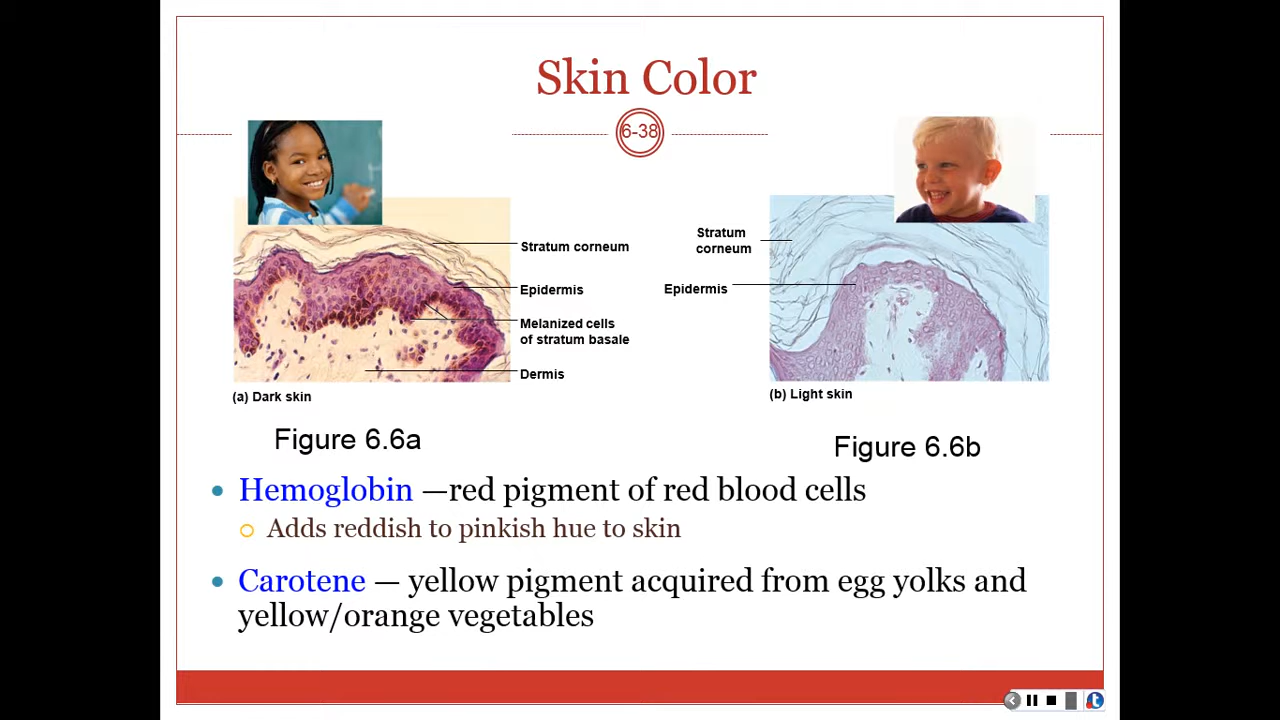 Skin Color
6-38
Stratum corneum
Epidermis
Melanized cells
of stratum basale
Dermis
(a) Dark skin
Figure 6.6a
Stratum
corneum
Epidermis
(b) Light skin
Figure 6.6b
• Hemoglobin —red pigment of red blood cells
Adds reddish to pinkish hue to skin
• Carotene — yellow pigment acquired from egg yolks and
yellow/orange vegetables
t